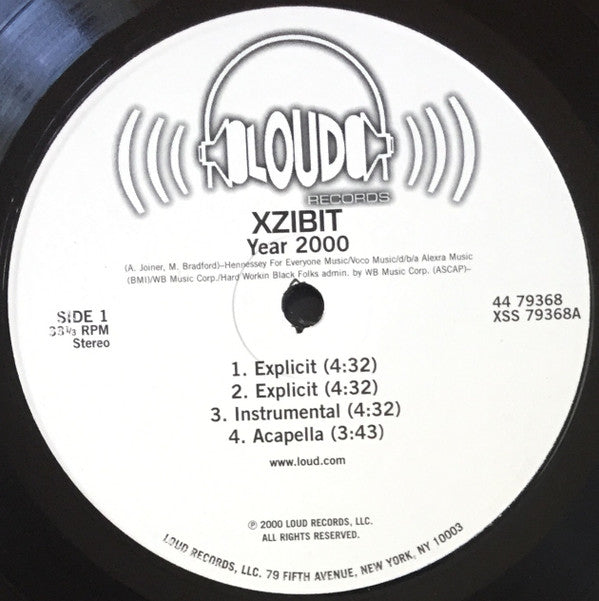 LOUD
RECORDS
XZIBIT
Year 2000
(A. Joiner, M. Bradford)–Hennessey For Everyone Music/Voco Music/d/b/a Alexra Music
(BMI)/WB Music Corp./Hard Workin Black Folks admin. by WB Music Corp. (ASCAP)–
SIDE 1
33⅓ RPM
Stereo
44 79368
XSS 79368A
1. Explicit (4:32)
2. Explicit (4:32)
3. Instrumental (4:32)
4. Acapella (3:43)
www.loud.com
℗ 2000 LOUD RECORDS, LLC.
ALL RIGHTS RESERVED.
LOUD RECORDS, LLC. 79 FIFTH AVENUE, NEW YORK, NY 10003